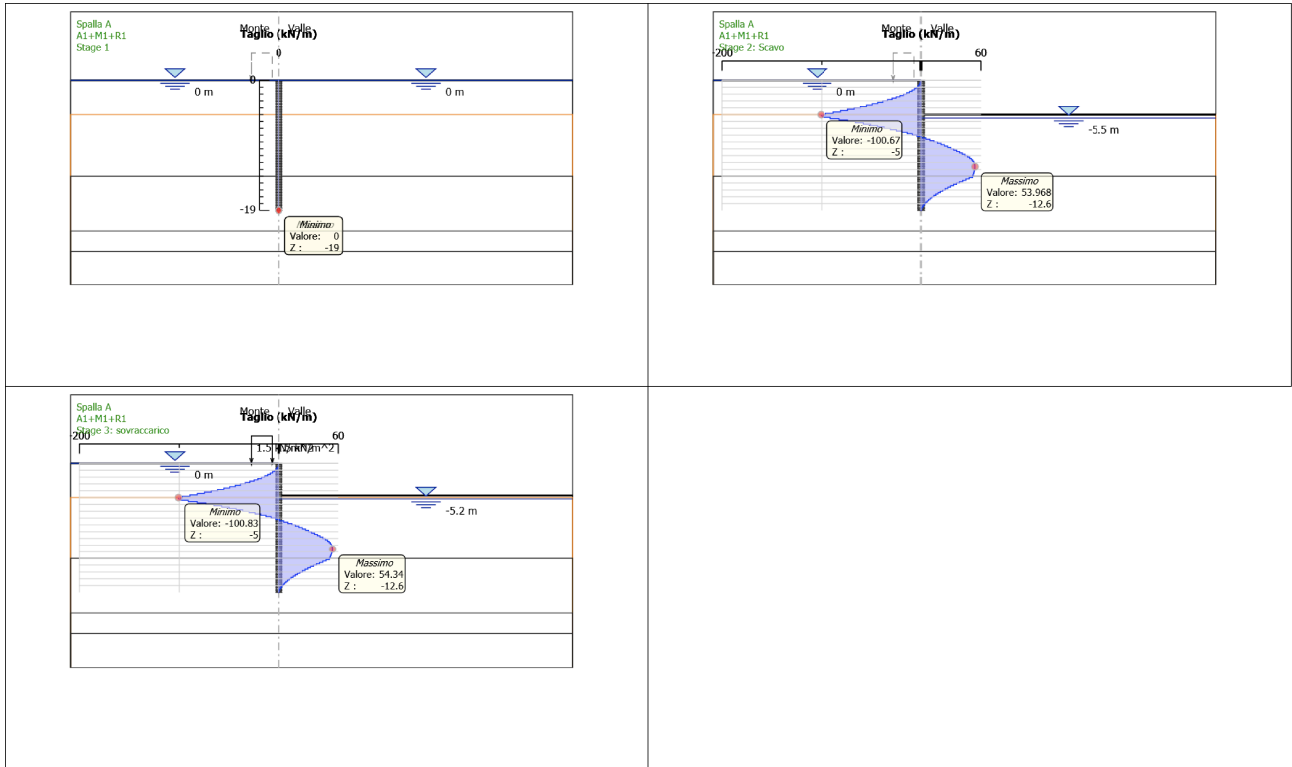 Spalla A
A1+M1+R1
Stage 1
Monte Valle
Taglio (kN/m)
0
0
0 m
0 m
-19
Minimo
Valore: 0
Z : -19
Spalla A
A1+M1+R1
Stage 2: Scavo
Monte Valle
Taglio (kN/m)
-200
60
0 m
-5.5 m
Minimo
Valore: -100.67
Z : -5
Massimo
Valore: 53.968
Z : -12.6
Spalla A
A1+M1+R1
Stage 3: sovraccarico
Monte Valle
Taglio (kN/m)
-200
60
0 m
-5.2 m
Minimo
Valore: -100.83
Z : -5
Massimo
Valore: 54.34
Z : -12.6